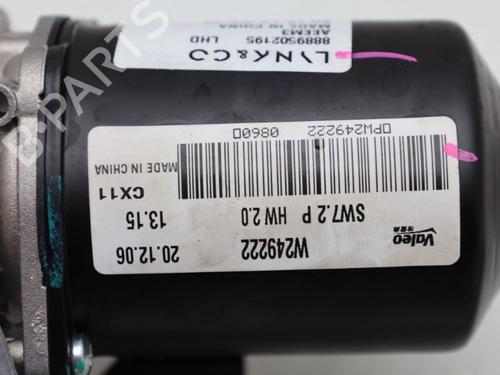 LYNK & CO
8889502195 LHD
AEEM3
MADE IN CHINA
Valeo
W249222
20.12.06
SW7.2 P HW 2.0
13.15
CX11
MADE IN CHINA
PW249222 0860
B-PARTS